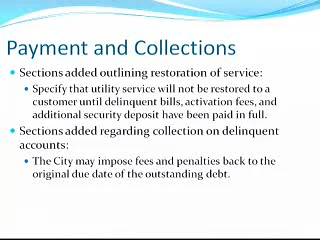 Payment and Collections
Sections added outlining restoration of service:
Specify that utility service will not be restored to a
customer until delinquent bills, activation fees, and
additional security deposit have been paid in full.
Sections added regarding collection on delinquent
accounts:
The City may impose fees and penalties back to the
original due date of the outstanding debt.